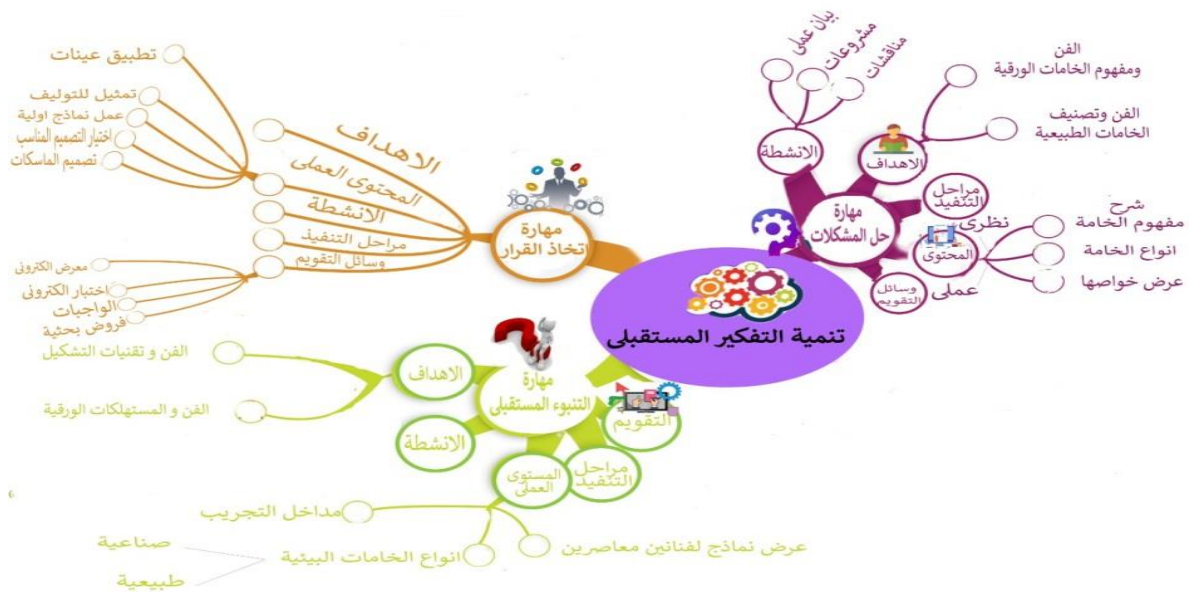 تنمية التفكير المستقبلى
مهارة
حل المشكلات
الانشطة
بيان عملى
مشروعات
مناقشات
الاهداف
الفن
ومفهوم الخامات الورقية
الفن وتصنيف
الخامات الطبيعية
مراحل
التنفيد
المحتوى
نظرى
عملى
شرح
مفهوم الخامة
انواع الخامة
عرض خواصها
وسائل
التقويم
مهارة
اتخاذ القرار
الاهداف
المحتوى العملى
تطبيق عينات
تمثيل للتوليف
عمل نماذج اولية
اختيار التصميم المناسب
تصميم الماسكات
الانشطة
مراحل التنفيذ
وسائل التقويم
معرض الكترونى
اختبار الكترونى
الواجبات
فروض بحثية
مهارة
التنبوء المستقبلى
الاهداف
الفن و تقنيات التشكيل
الفن و المستهلكات الورقية
الانشطة
المستوى
العملى
مداخل التجريب
انواع الخامات البيئية
صناعية
طبيعية
عرض نماذج لفنانين معاصرين
مراحل
التنفيد
التقويم